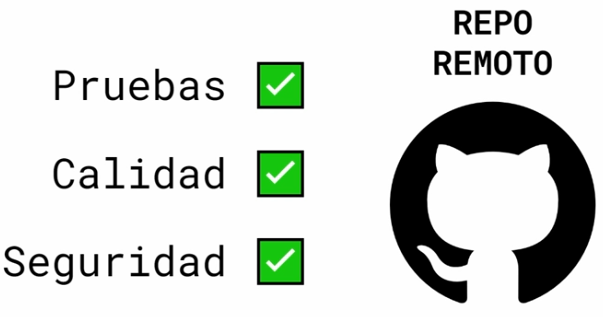 REPO
REMOTO
Pruebas
Calidad
Seguridad